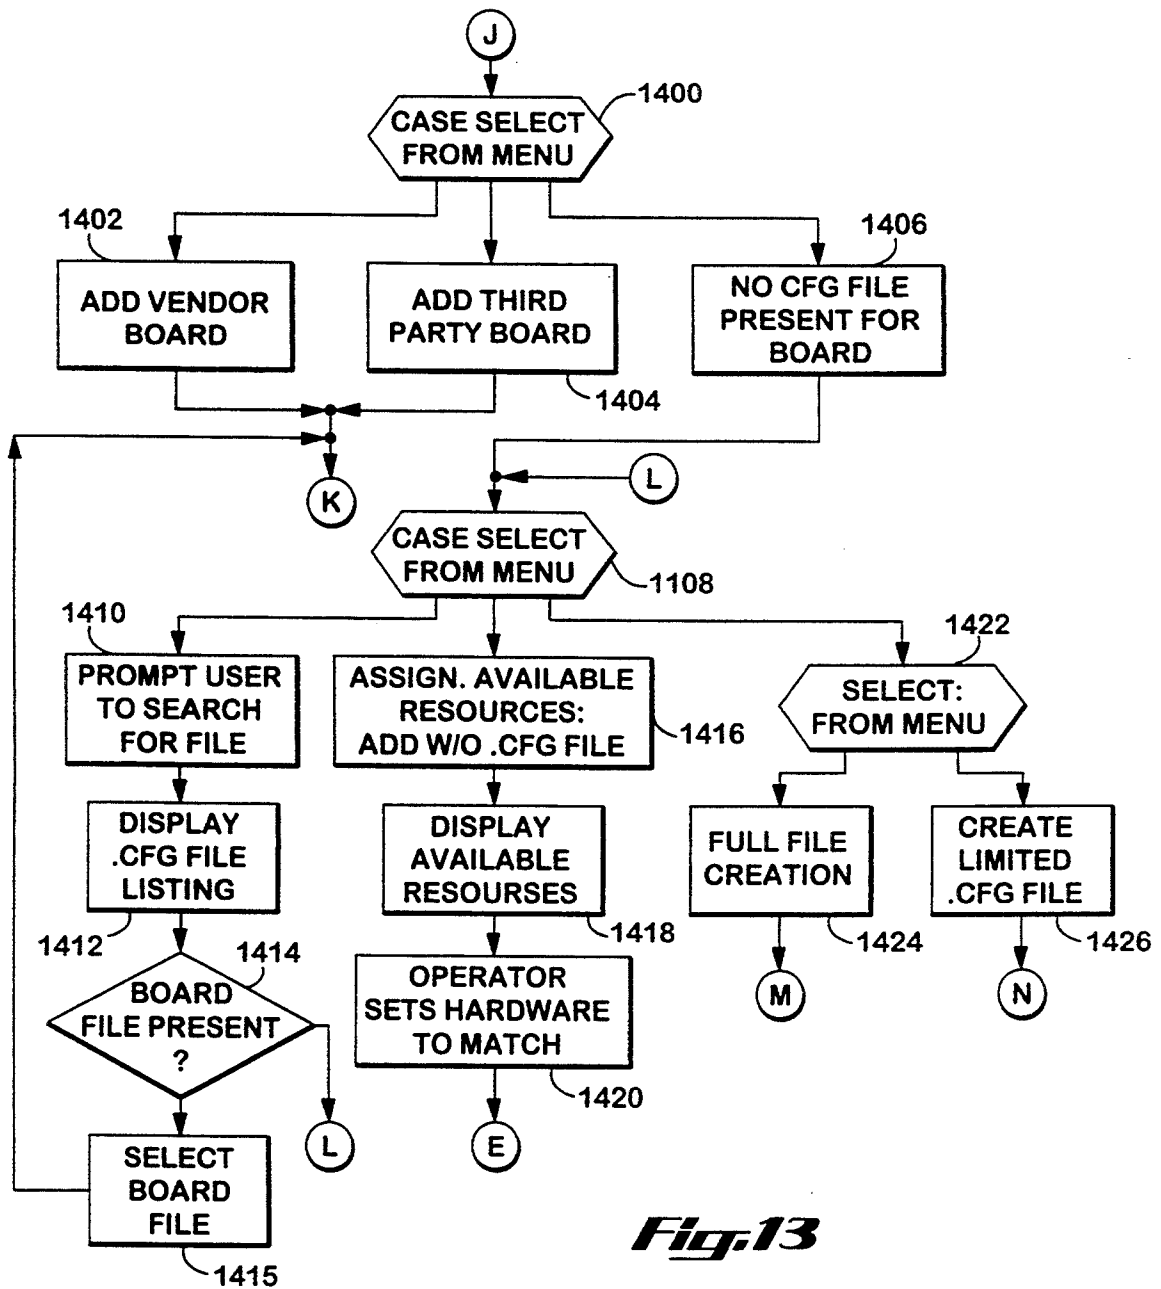 J
1400
CASE SELECT
FROM MENU
1402
1406
ADD VENDOR
BOARD
ADD THIRD
PARTY BOARD
NO CFG FILE
PRESENT FOR
BOARD
1404
K
L
CASE SELECT
FROM MENU
1108
1410
1422
PROMPT USER
TO SEARCH
FOR FILE
ASSIGN. AVAILABLE
RESOURCES:
ADD W/O .CFG FILE
1416
SELECT:
FROM MENU
DISPLAY
.CFG FILE
LISTING
DISPLAY
AVAILABLE
RESOURSES
FULL FILE
CREATION
CREATE
LIMITED
.CFG FILE
1412
1418
1424
1426
1414
BOARD
FILE PRESENT
?
OPERATOR
SETS HARDWARE
TO MATCH
M
N
1420
L
E
SELECT
BOARD
FILE
1415
Fig.13